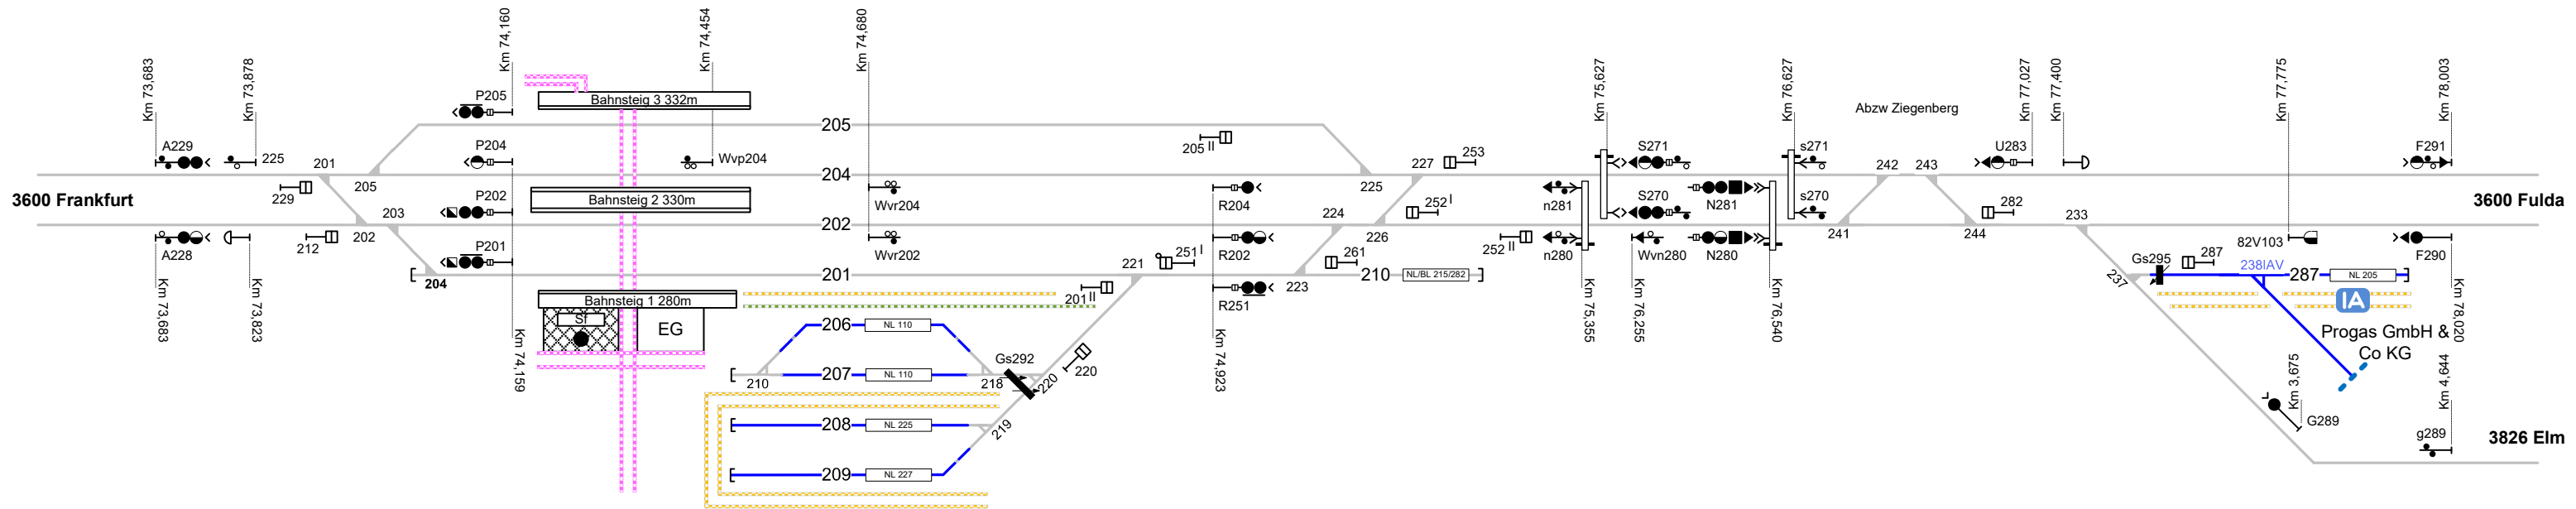 Km 73,683
Km 73,878
Km 74,160
Km 74,454
Km 74,680
Km 75,627
Km 76,627
Abzw Ziegenberg
Km 77,027
Km 77,400
Km 77,775
Km 78,003
P205
Bahnsteig 3 332m
205
205 II
A229
225
201
P204
Wvp204
253
S271
s271
U283
F291
204
227
242
243
3600 Frankfurt
229
205
P202
Bahnsteig 2 330m
Wvr204
R204
225
252 I
n281
S270
N281
s270
282
3600 Fulda
203
202
224
233
A228
212
202
P201
Wvr202
R202
226
252 II
n280
Wvn280
N280
241
244
82V103
F290
251 I
261
221
204
201
210
NL/BL 215/282
Gs295
287
238IAV
287
NL 205
237
Bahnsteig 1 280m
201 II
R251
223
IA
Sf
EG
206
NL 110
Progas GmbH &
Co KG
Km 73,683
Km 73,823
Km 74,159
Km 74,923
Km 75,355
Km 76,255
Km 76,540
Km 78,020
Gs292
220
207
NL 110
210
218
220
Km 3,675
Km 4,644
208
NL 225
219
G289
g289
3826 Elm
209
NL 227